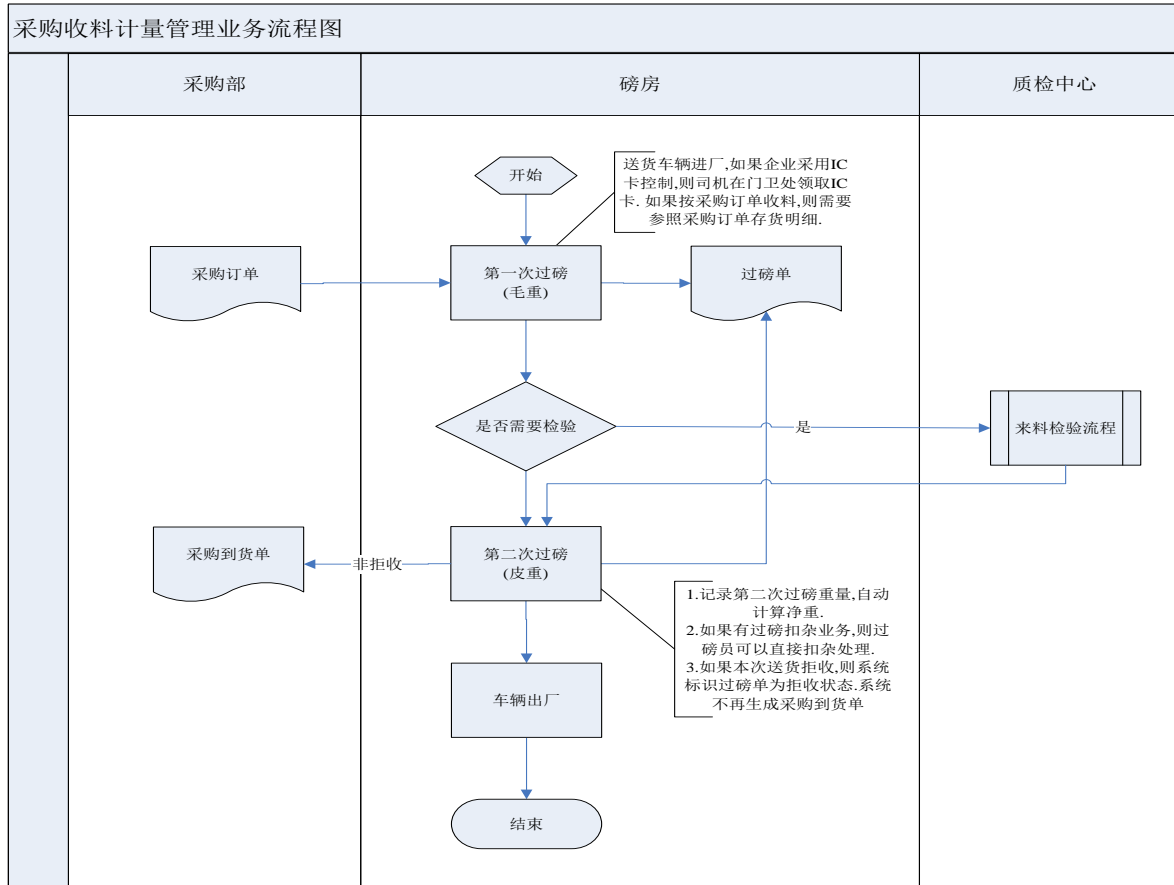 采购收料计量管理业务流程图
采购部
磅房
质检中心
开始
送货车辆进厂,如果企业采用IC
卡控制,则司机在门卫处领取IC
卡. 如果按采购订单收料,则需要
参照采购订单存货明细.
采购订单
第一次过磅
(毛重)
过磅单
是否需要检验
是
来料检验流程
采购到货单
非拒收
第二次过磅
(皮重)
1.记录第二次过磅重量,自动
计算净重.
2.如果有过磅扣杂业务,则过
磅员可以直接扣杂处理.
3.如果本次送货拒收,则系统
标识过磅单为拒收状态.系统
不再生成采购到货单
车辆出厂
结束